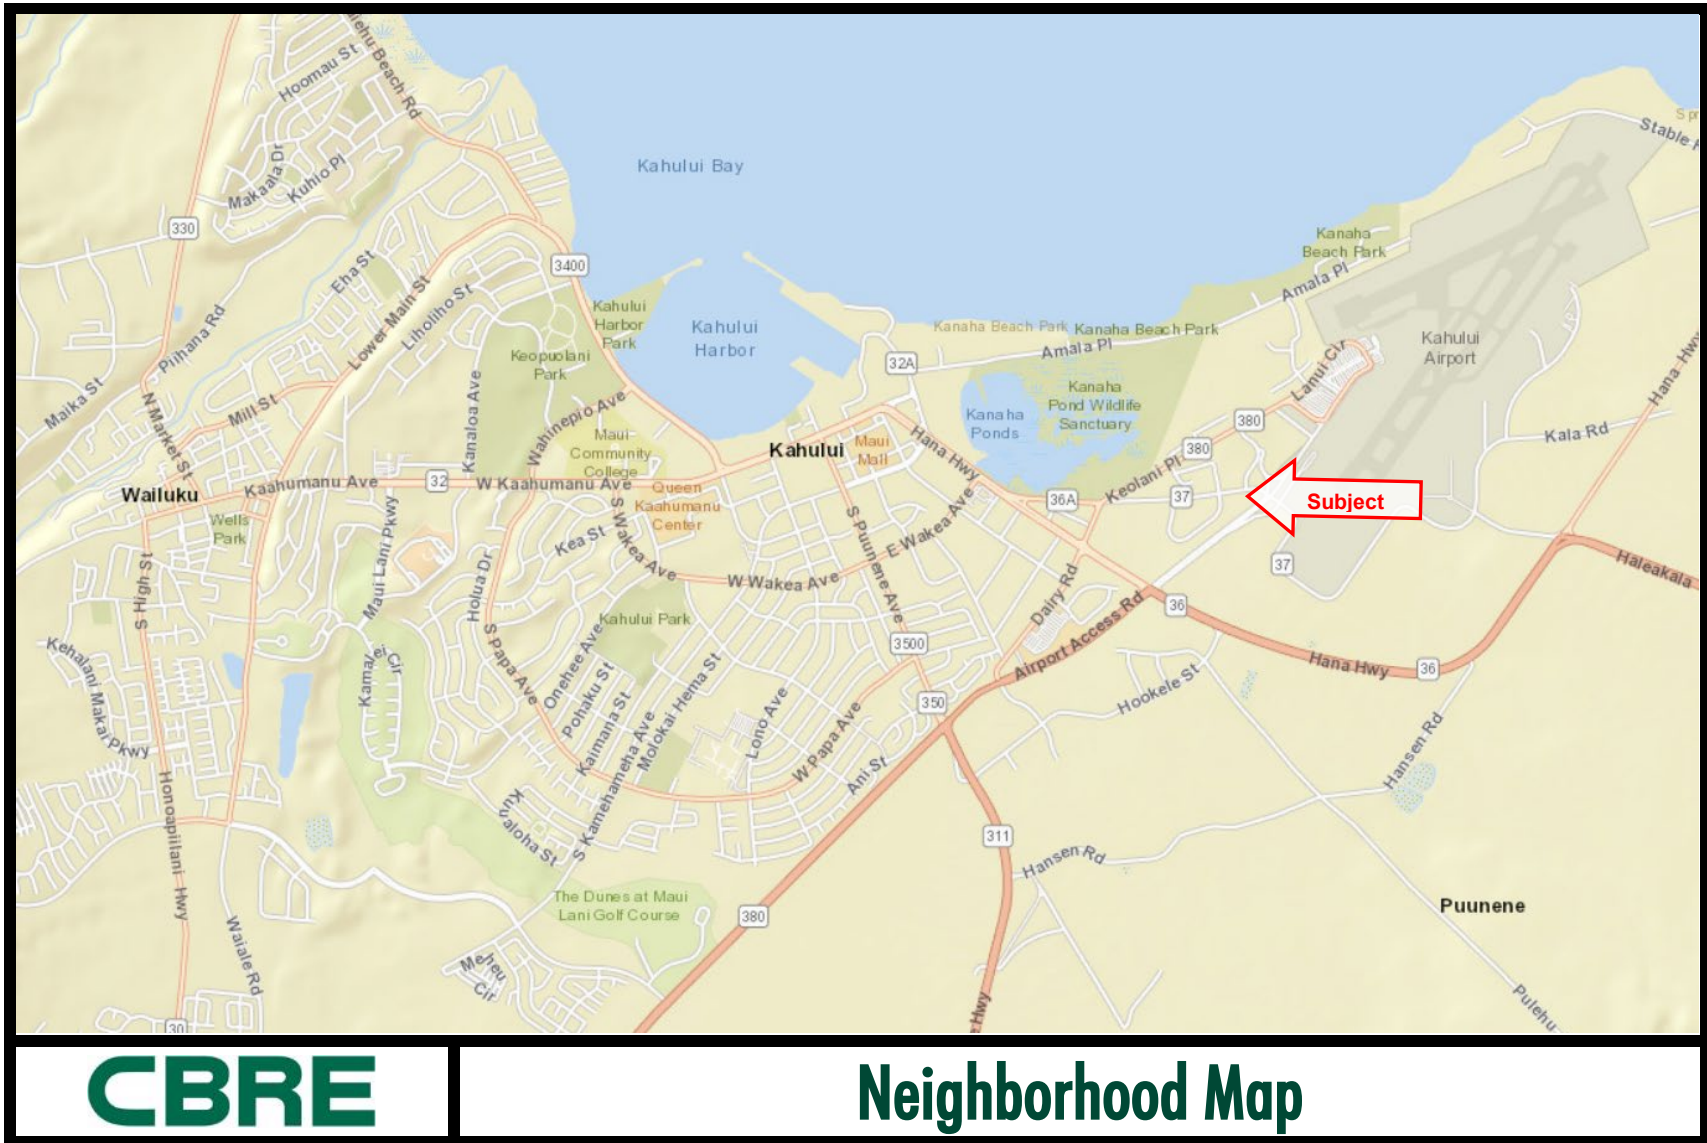 ehu Beach Rd
Hoomau St
Makaala Dr
Kuhio Pl
330
Kahului Bay
Spr
Stable
3400
Eha St
Lower Main St
Liholiho St
Piihana Rd
Kahului
Harbor
Park
Kahului
Harbor
Keopuolani
Park
Kanaha
Beach Park
Amala Pl
Kanaha Beach Park
Kanaha Beach Park
Amala Pl
32A
Kahului
Airport
Lanui Cir
Hana Hwy
Maika St
N Market St
Mill St
Kanaloa Ave
Wahinepio Ave
Maui
Community
College
Kahului
Maui
Mall
Hana Hwy
Kanaha
Ponds
Kanaha
Pond Wildlife
Sanctuary
380
380
Keolani Pl
Kala Rd
Wailuku
Kaahumanu Ave
32
W Kaahumanu Ave
Queen
Kaahumanu
Center
36A
37
Subject
Wells
Park
Maui Lani Pkwy
S Wakea Ave
Kea St
W Wakea Ave
E Wakea Ave
S Puunene Ave
37
Haleakala
S High St
Holua Dr
Kahului Park
Dairy Rd
Airport Access Rd
36
Hana Hwy
36
Kehalani Makai Pkwy
Kamalei Cir
S Papa Ave
Onehee Ave
Pohaku St
Kaimana St
S Kamehameha Ave
Molokai Hema St
Lono Ave
W Papa Ave
Ani St
3500
350
Hookele St
Hansen Rd
Honoapiilani Hwy
Waiale Rd
Kuualoha St
311
Hansen Rd
The Dunes at Maui
Lani Golf Course
380
Puunene
Meheu
Cir
30
Hwy
Pulehu
CBRE
Neighborhood Map